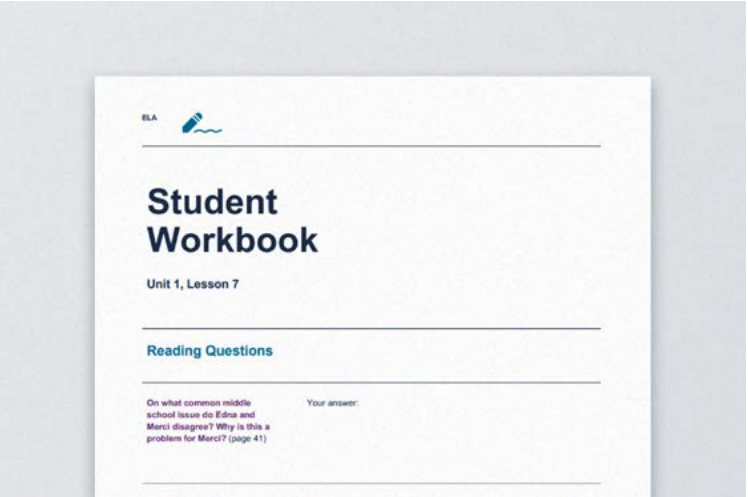 ELA
Student
Workbook
Unit 1, Lesson 7
Reading Questions
On what common middle
school issue do Edna and
Merci disagree? Why is this a
problem for Merci? (page 41)
Your answer: